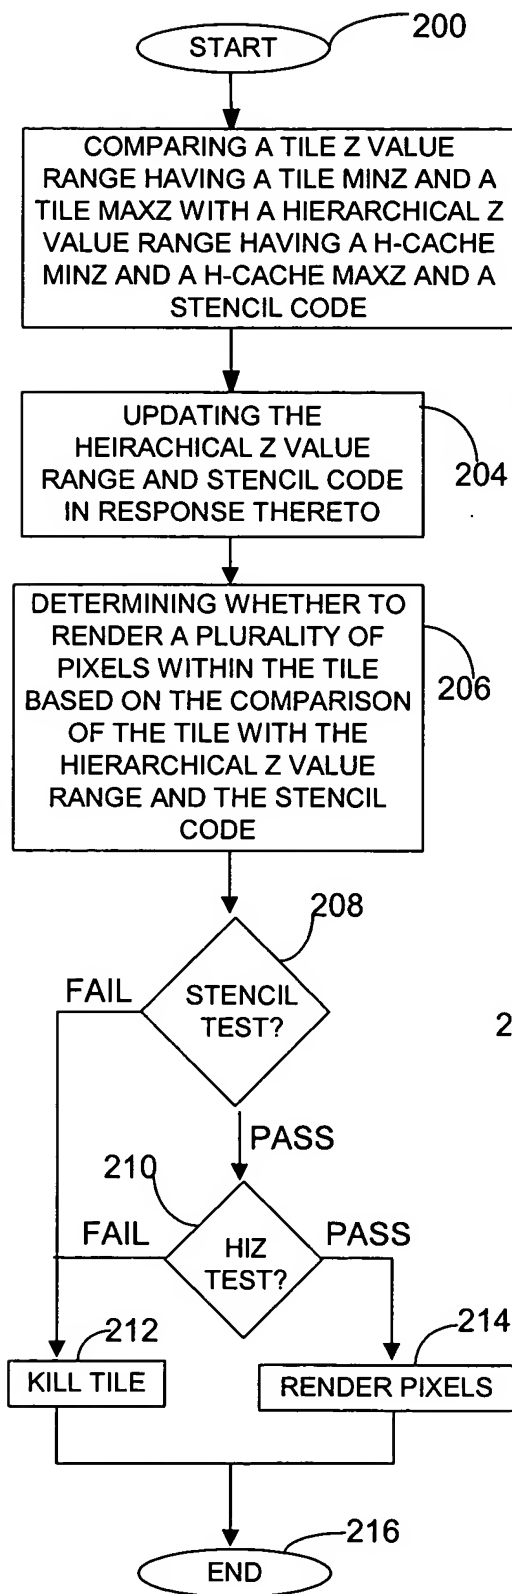 200
START
COMPARING A TILE Z VALUE
RANGE HAVING A TILE MINZ AND A
TILE MAXZ WITH A HIERARCHICAL Z
VALUE RANGE HAVING A H-CACHE
MINZ AND A H-CACHE MAXZ AND A
STENCIL CODE
UPDATING THE
HEIRACHICAL Z VALUE
RANGE AND STENCIL CODE
IN RESPONSE THERETO
204
DETERMINING WHETHER TO
RENDER A PLURALITY OF
PIXELS WITHIN THE TILE
BASED ON THE COMPARISON
OF THE TILE WITH THE
HIERARCHICAL Z VALUE
RANGE AND THE STENCIL
CODE
206
208
FAIL
STENCIL
TEST?
2
PASS
210
FAIL
HIZ
TEST?
PASS
212
KILL TILE
214
RENDER PIXELS
216
END